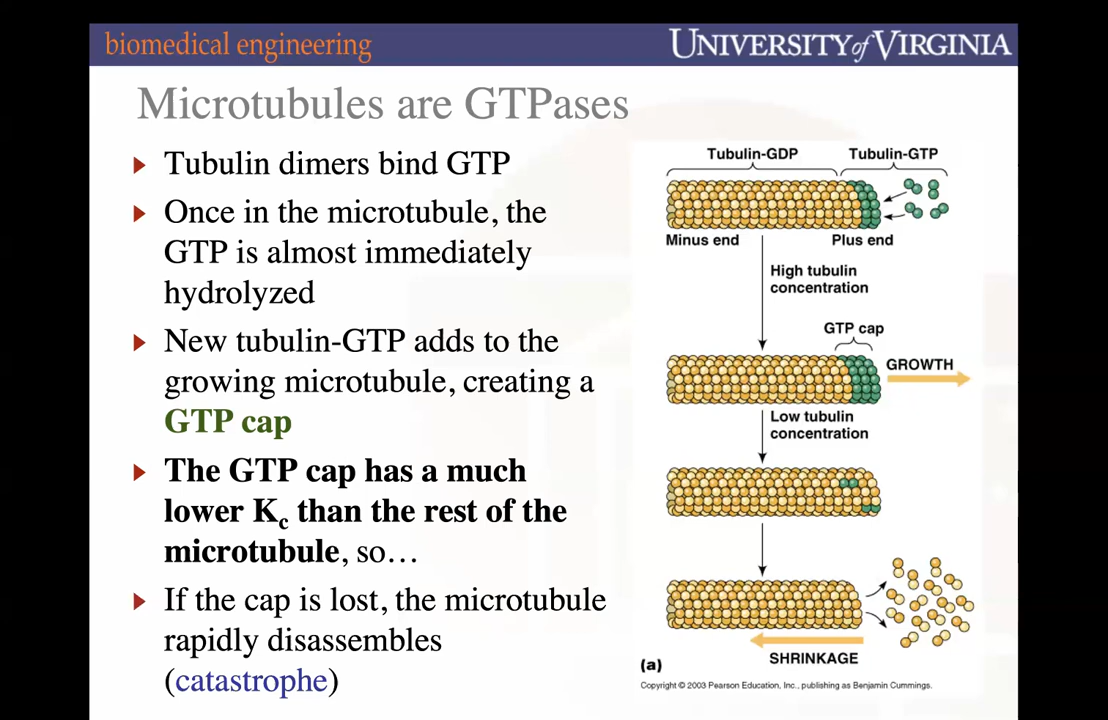 biomedical engineering
UNIVERSITY of VIRGINIA
Microtubules are GTPases
Tubulin dimers bind GTP
Once in the microtubule, the
GTP is almost immediately
hydrolyzed
New tubulin-GTP adds to the
growing microtubule, creating a
GTP cap
The GTP cap has a much
lower Kc than the rest of the
microtubule, so…
If the cap is lost, the microtubule
rapidly disassembles
(catastrophe)
Tubulin-GDP
Tubulin-GTP
Minus end
Plus end
High tubulin
concentration
GTP cap
GROWTH
Low tubulin
concentration
SHRINKAGE
(a)
Copyright © 2003 Pearson Education, Inc., publishing as Benjamin Cummings.